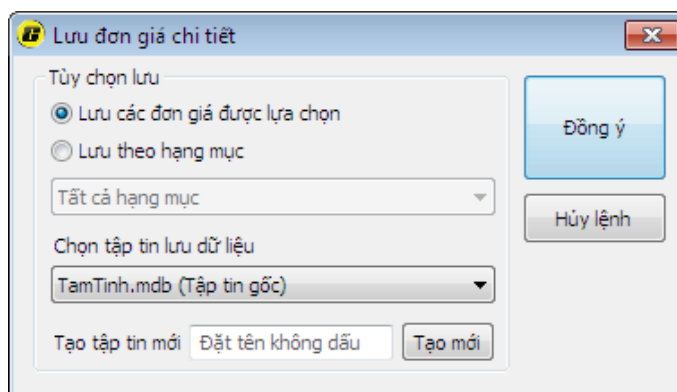 Lưu đơn giá chi tiết
Tùy chọn lưu
Lưu các đơn giá được lựa chọn
Lưu theo hạng mục
Tất cả hạng mục
Chọn tập tin lưu dữ liệu
TamTinh.mdb (Tập tin gốc)
Tạo tập tin mới Đặt tên không dấu Tạo mới
Đồng ý
Hủy lệnh